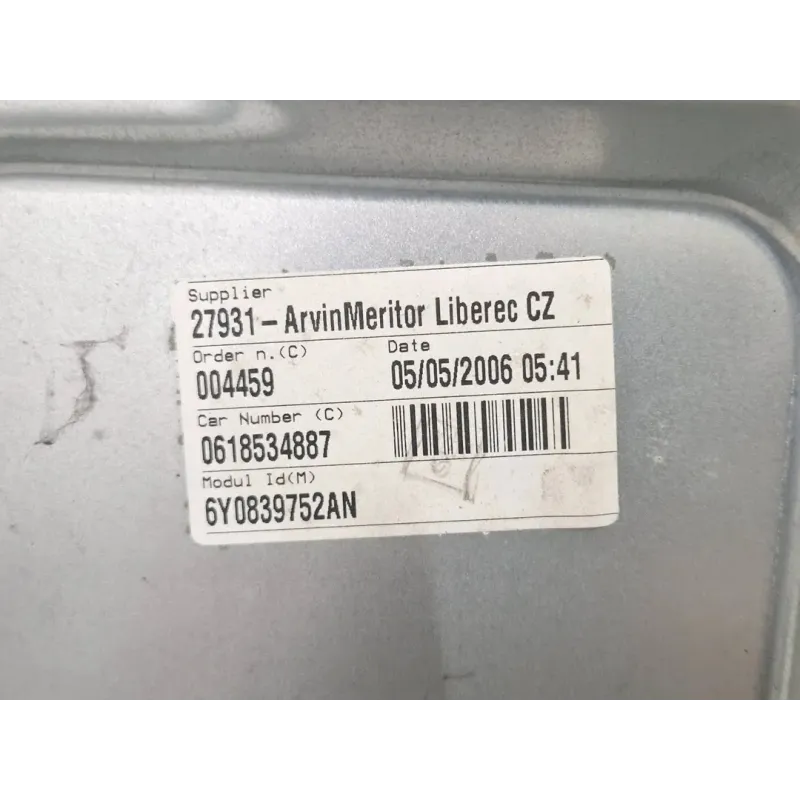 Supplier
27931-ArvinMeritor Liberec CZ
Order n.(C)
Date
004459
05/05/2006 05:41
Car Number (C)
0618534887
Modul Id(M)
6Y0839752AN